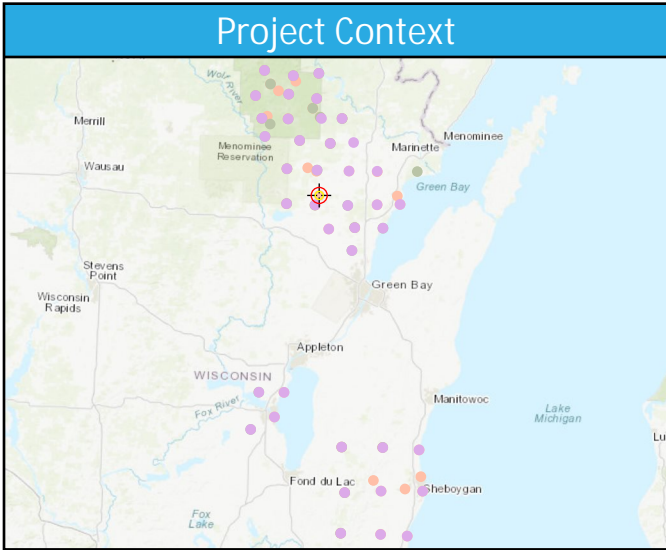 Project Context
Wolf
River
Merrill
Menominee
Marinette
Menominee
Reservation
Wausau
Green Bay
Stevens
Point
Green Bay
Wisconsin
Rapids
Appleton
WISCONSIN
Fox River
Manitowoc
Lake
Michigan
Lu
Fond du Lac
Sheboygan
Fox
Lake